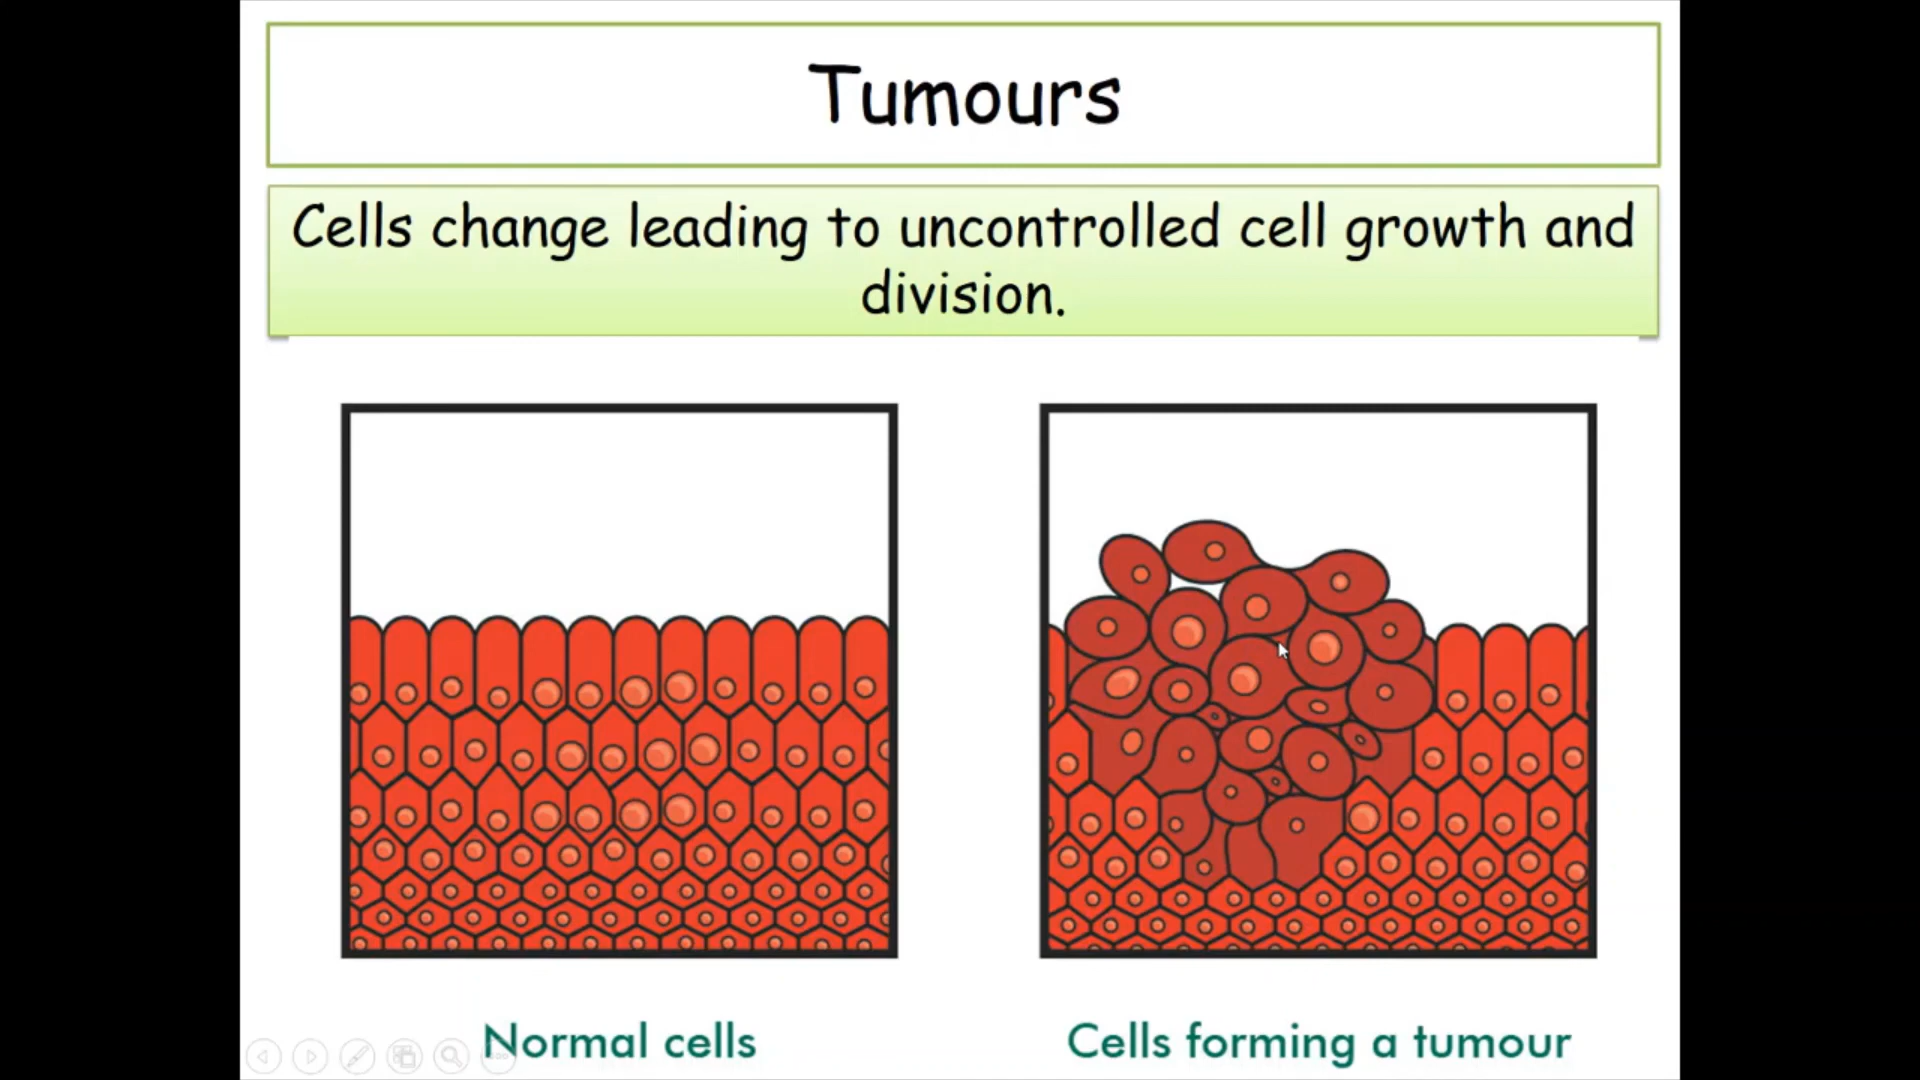 Tumours
Cells change leading to uncontrolled cell growth and
division.
Normal cells
Cells forming a tumour